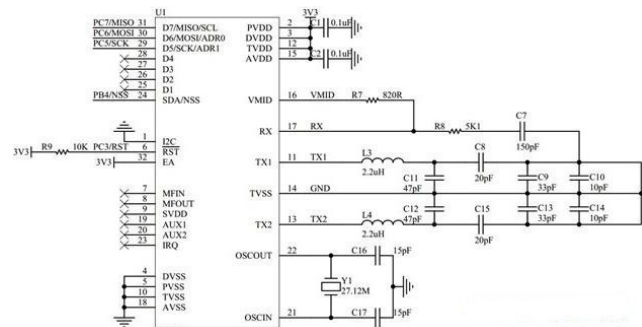 U1
3V3
PC7/MISO 31 D7/MISO/SCL PVDD 2 C1 0.1uF
PC6/MOSI 30 D6/MOSI/ADR0 DVDD 3
PC5/SCK 29 D5/SCK/ADR1 TVDD 12
28 D4 AVDD 15 C2 0.1uF
27 D3
26 D2
25 D1
PB4/NSS 24 SDA/NSS VMID 16 VMID R7 820R
RX 17 RX R8 5K1 C7 150pF
1 I2C
R9 10K PC3/RST 6 RST
3V3
3V3 32 EA
TX1 11 TX1 L3 2.2uH C8 20pF
C11 47pF C9 33pF C10 10pF
7 MFIN TVSS 14 GND
8 MFOUT
9 SVDD
19 AUX1
20 AUX2
23 IRQ
C12 47pF C13 33pF C14 10pF
TX2 13 TX2 L4 2.2uH C15 20pF
OSCOUT 22 C16 15pF
4 DVSS
5 PVSS
10 TVSS
18 AVSS
Y1
27.12M
OSCIN 21 C17 15pF